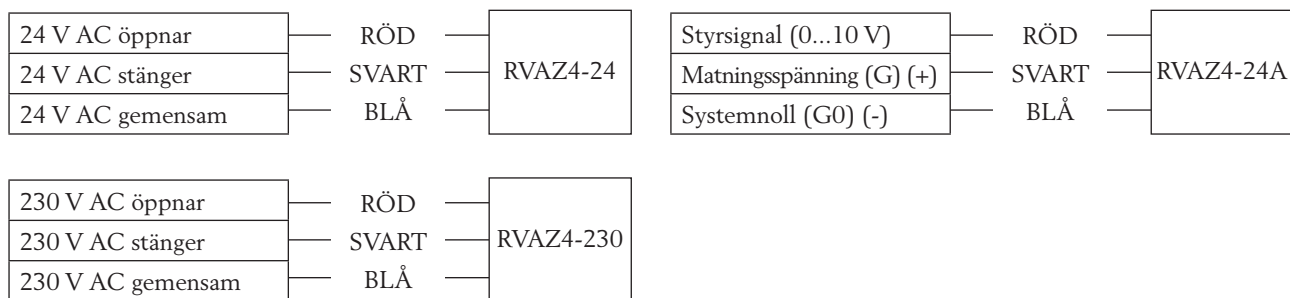 24 V AC öppnar RÖD
24 V AC stänger SVART RVAZ4-24
24 V AC gemensam BLÅ
Styrsignal (0...10 V) RÖD
Matningsspänning (G) (+) SVART RVAZ4-24A
Systemnoll (G0) (-) BLÅ
230 V AC öppnar RÖD
230 V AC stänger SVART RVAZ4-230
230 V AC gemensam BLÅ